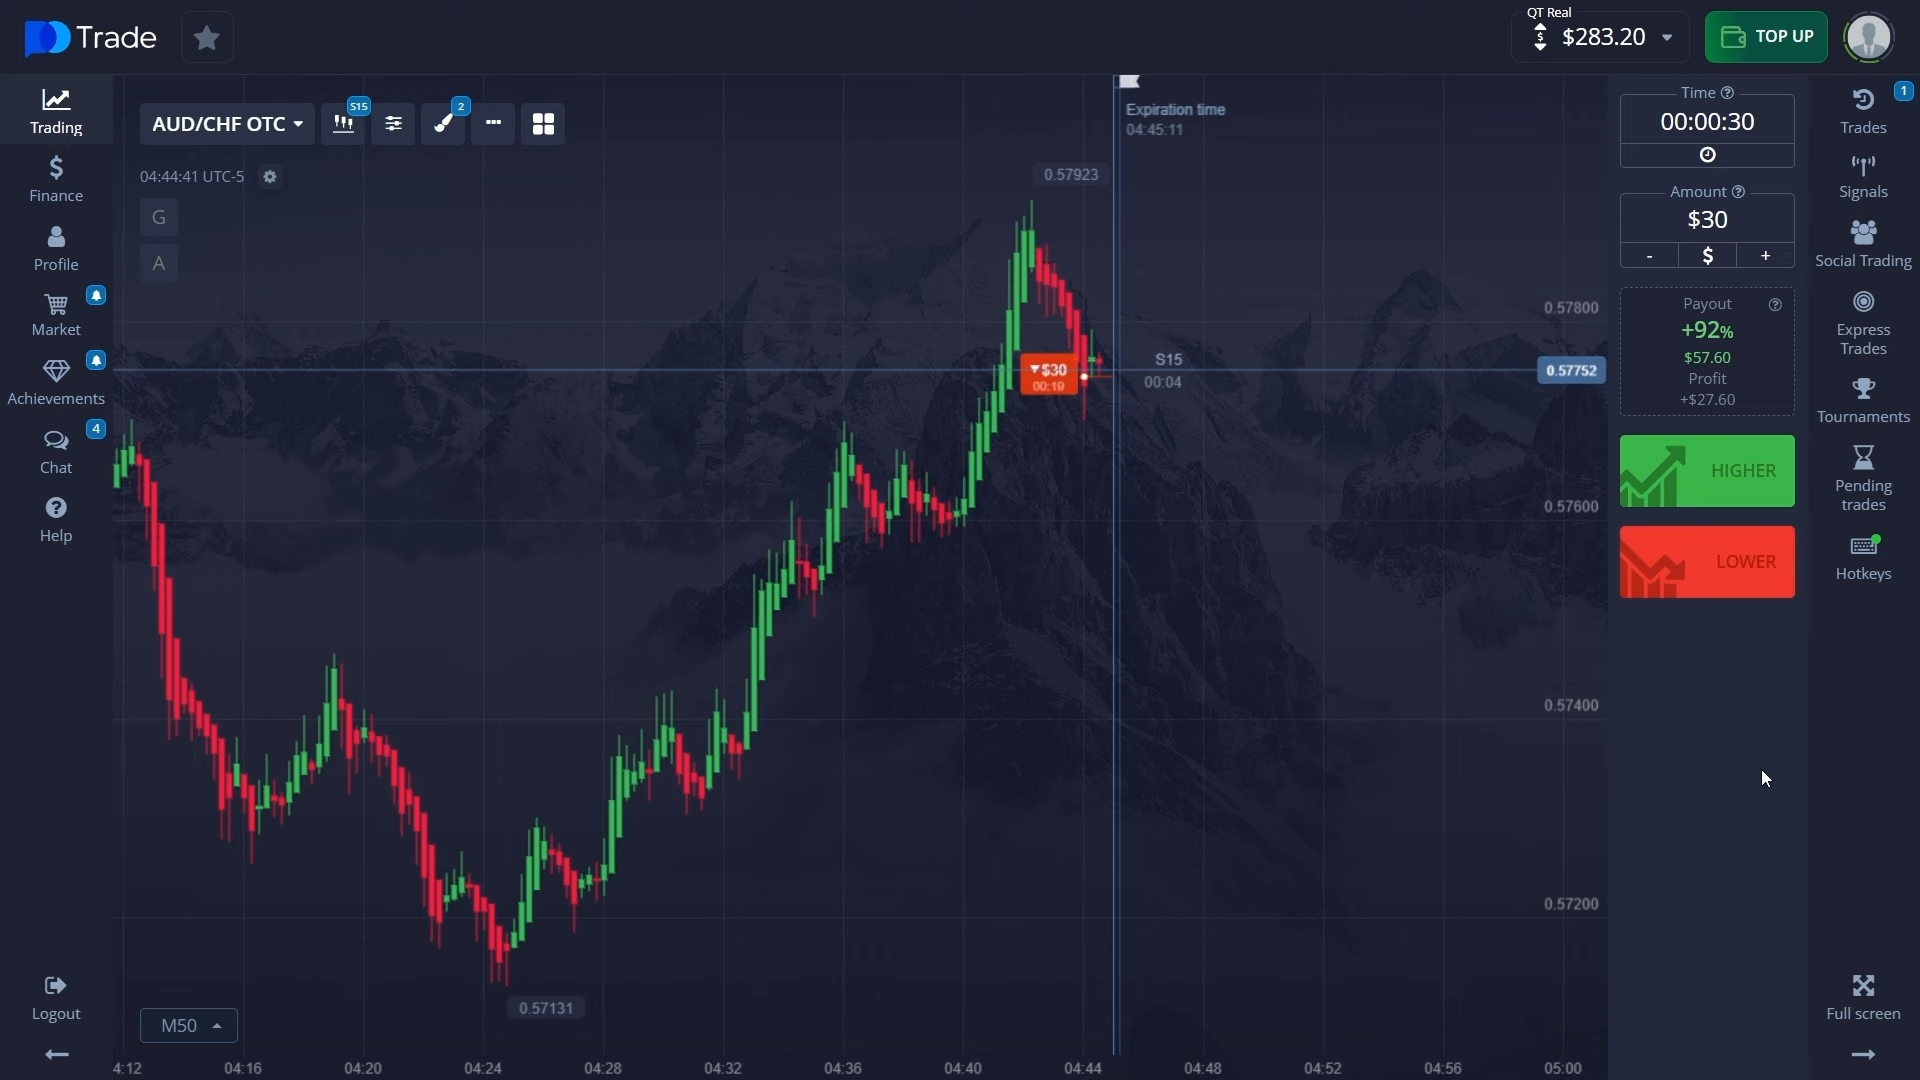 Trade
QT Real
$283.20
TOP UP
Trading
Finance
Profile
Market
Achievements
4
Chat
Help
Logout
AUD/CHF OTC
S15
2
04:44:41 UTC-5
G
A
Expiration time
04:45:11
0.57923
0.57800
S15
00:04
$30
00:19
0.57752
0.57600
0.57400
0.57200
0.57131
M50
4:12
04:16
04:20
04:24
04:28
04:32
04:36
04:40
04:44
04:48
04:52
04:56
05:00
Time
00:00:30
Amount
$30
- $ +
Payout
+92%
$57.60
Profit
+$27.60
HIGHER
LOWER
1
Trades
Signals
Social Trading
Express
Trades
Tournaments
Pending
trades
Hotkeys
Full screen